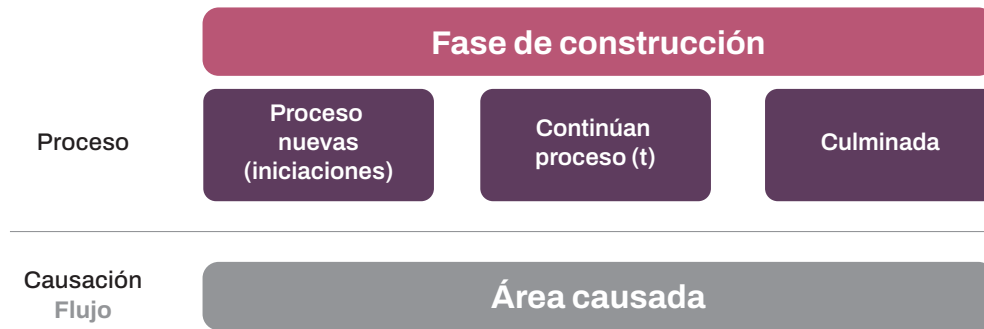 Fase de construcción
Proceso
Proceso
nuevas
(iniciaciones)
Continúan
proceso (t)
Culminada
Causación
Flujo
Área causada